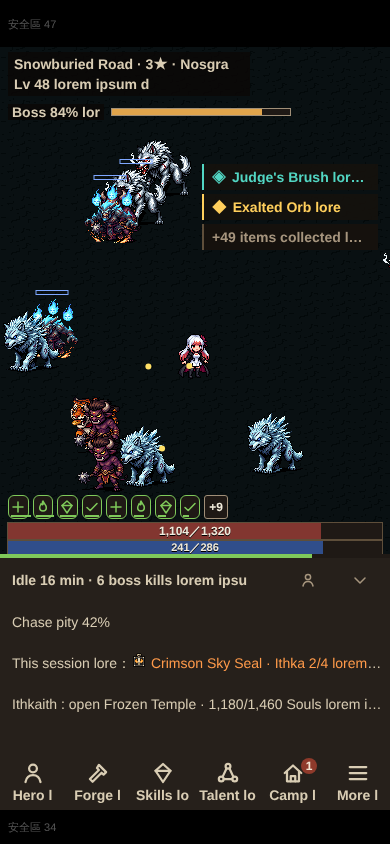 安全區 47
Snowburied Road · 3★ · Nosgra
Lv 48 lorem ipsum d
Boss 84% lor
◈ Judge's Brush lor…
◆ Exalted Orb lore
+49 items collected l…
+9
1,104／1,320
241／286
Idle 16 min · 6 boss kills lorem ipsu
Chase pity 42%
This session lore : Crimson Sky Seal · Ithka 2/4 lorem…
Ithkaith : open Frozen Temple · 1,180/1,460 Souls lorem i…
1
Hero l Forge l Skills lo Talent lo Camp l More l
安全區 34